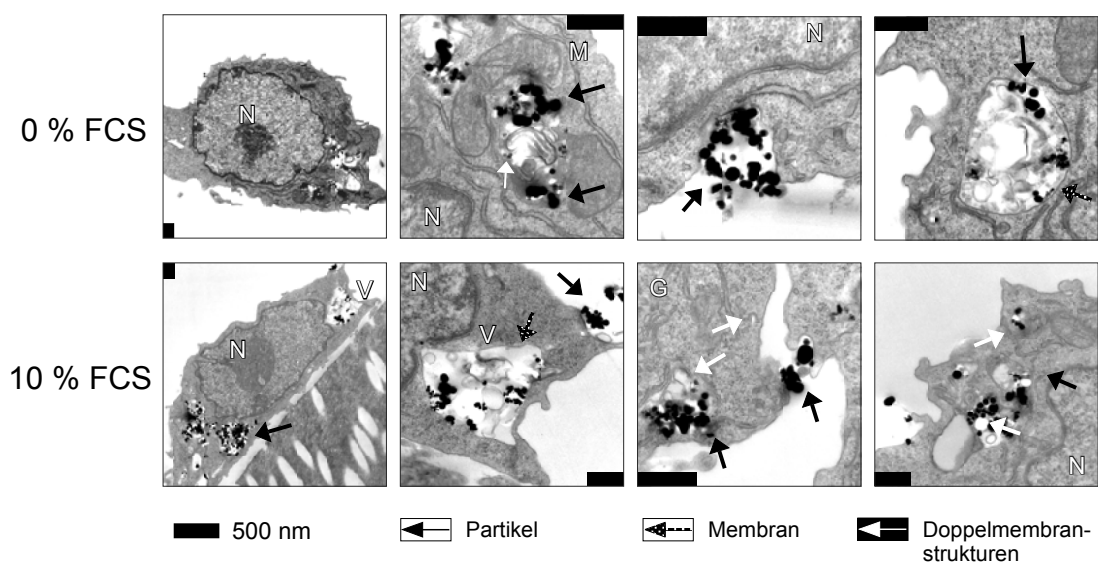 N
M
N
N
0 % FCS
V
N
N
V
G
N
10 % FCS
500 nm
Partikel
Membran
Doppelmembran-
strukturen